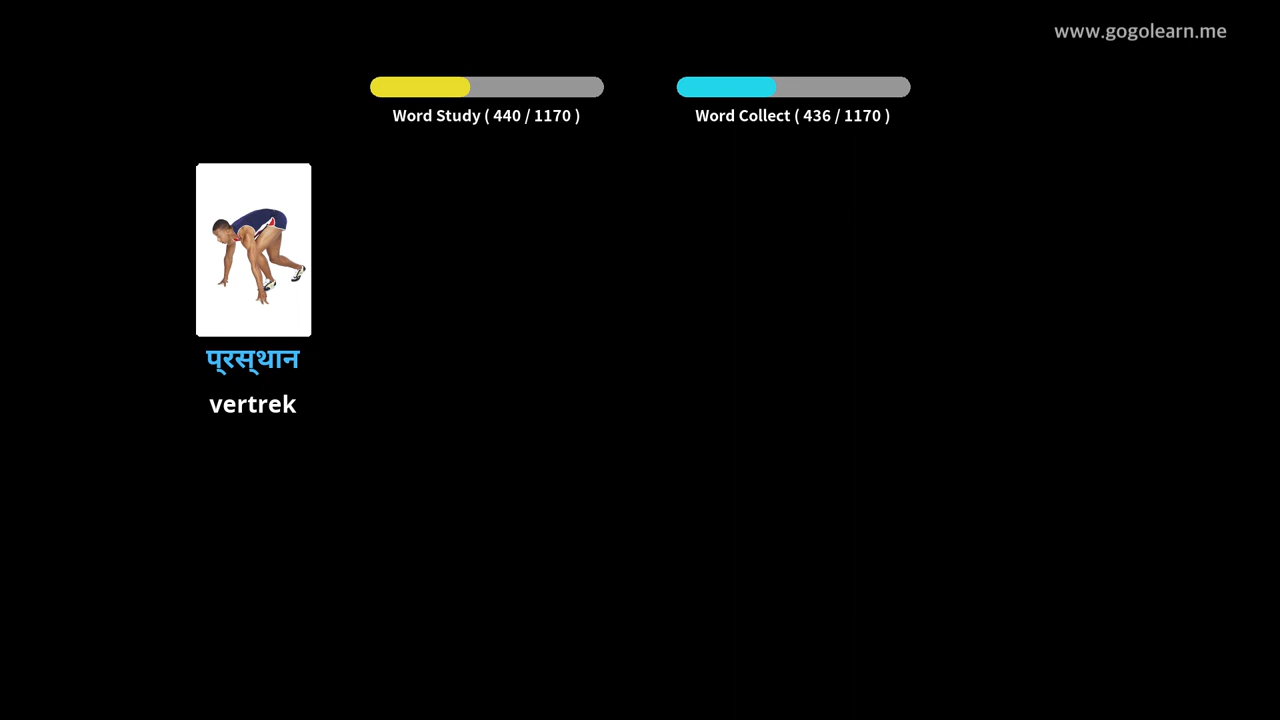 www.gogolearn.me
Word Study ( 440 / 1170 )
Word Collect ( 436 / 1170 )
प्रस्थान
vertrek